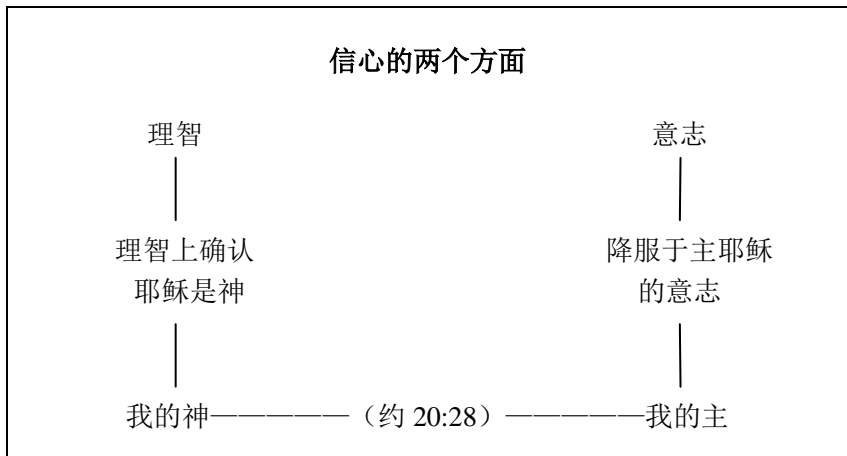 信心的两个方面
理智 意志
理智上确认 降服于主耶稣
耶稣是神 的意志
我的神—————（约 20:28）—————我的主